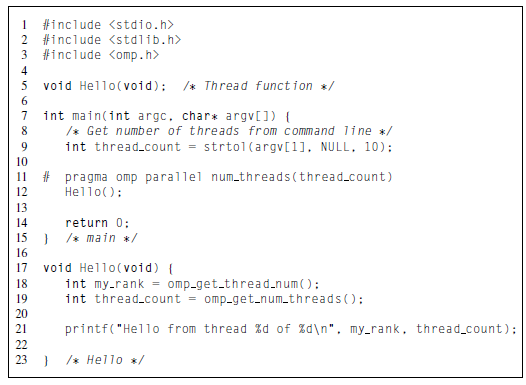 1 #include <stdio.h>
2 #include <stdlib.h>
3 #include <omp.h>
4
5 void Hello(void); /* Thread function */
6
7 int main(int argc, char* argv[]) {
8 /* Get number of threads from command line */
9 int thread_count = strtol(argv[1], NULL, 10);
10
11 # pragma omp parallel num_threads(thread_count)
12 Hello();
13
14 return 0;
15 } /* main */
16
17 void Hello(void) {
18 int my_rank = omp_get_thread_num();
19 int thread_count = omp_get_num_threads();
20
21 printf("Hello from thread %d of %d\n", my_rank, thread_count);
22
23 } /* Hello */